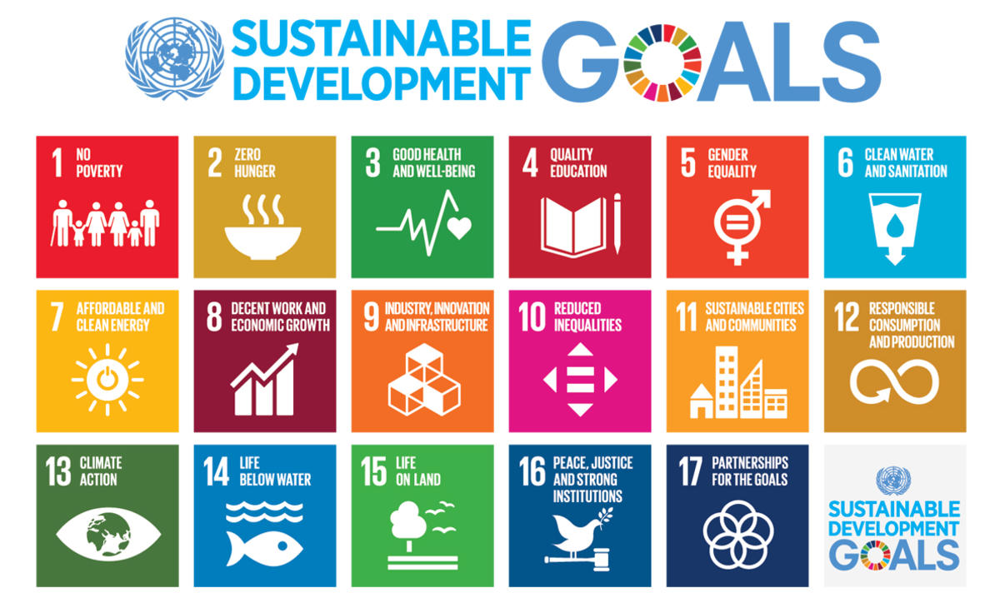 SUSTAINABLE
DEVELOPMENT
GOALS
1 NO
POVERTY
2 ZERO
HUNGER
3 GOOD HEALTH
AND WELL-BEING
4 QUALITY
EDUCATION
5 GENDER
EQUALITY
6 CLEAN WATER
AND SANITATION
7 AFFORDABLE AND
CLEAN ENERGY
8 DECENT WORK AND
ECONOMIC GROWTH
9 INDUSTRY, INNOVATION
AND INFRASTRUCTURE
10 REDUCED
INEQUALITIES
11 SUSTAINABLE CITIES
AND COMMUNITIES
12 RESPONSIBLE
CONSUMPTION
AND PRODUCTION
13 CLIMATE
ACTION
14 LIFE
BELOW WATER
15 LIFE
ON LAND
16 PEACE, JUSTICE
AND STRONG
INSTITUTIONS
17 PARTNERSHIPS
FOR THE GOALS
SUSTAINABLE
DEVELOPMENT
GOALS